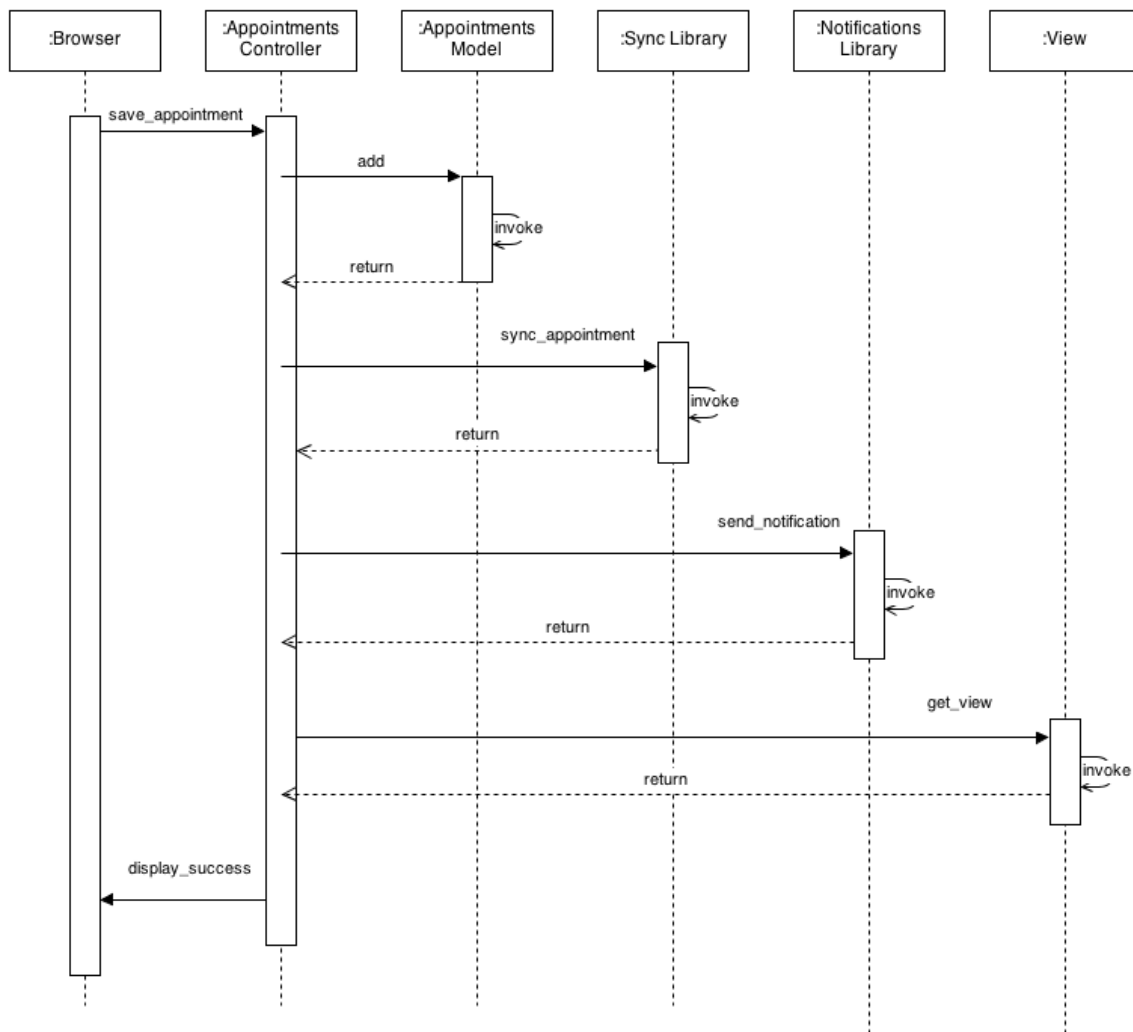 :Browser
:Appointments
Controller
:Appointments
Model
:Sync Library
:Notifications
Library
:View
save_appointment
add
invoke
return
sync_appointment
invoke
return
send_notification
invoke
return
get_view
invoke
return
display_success